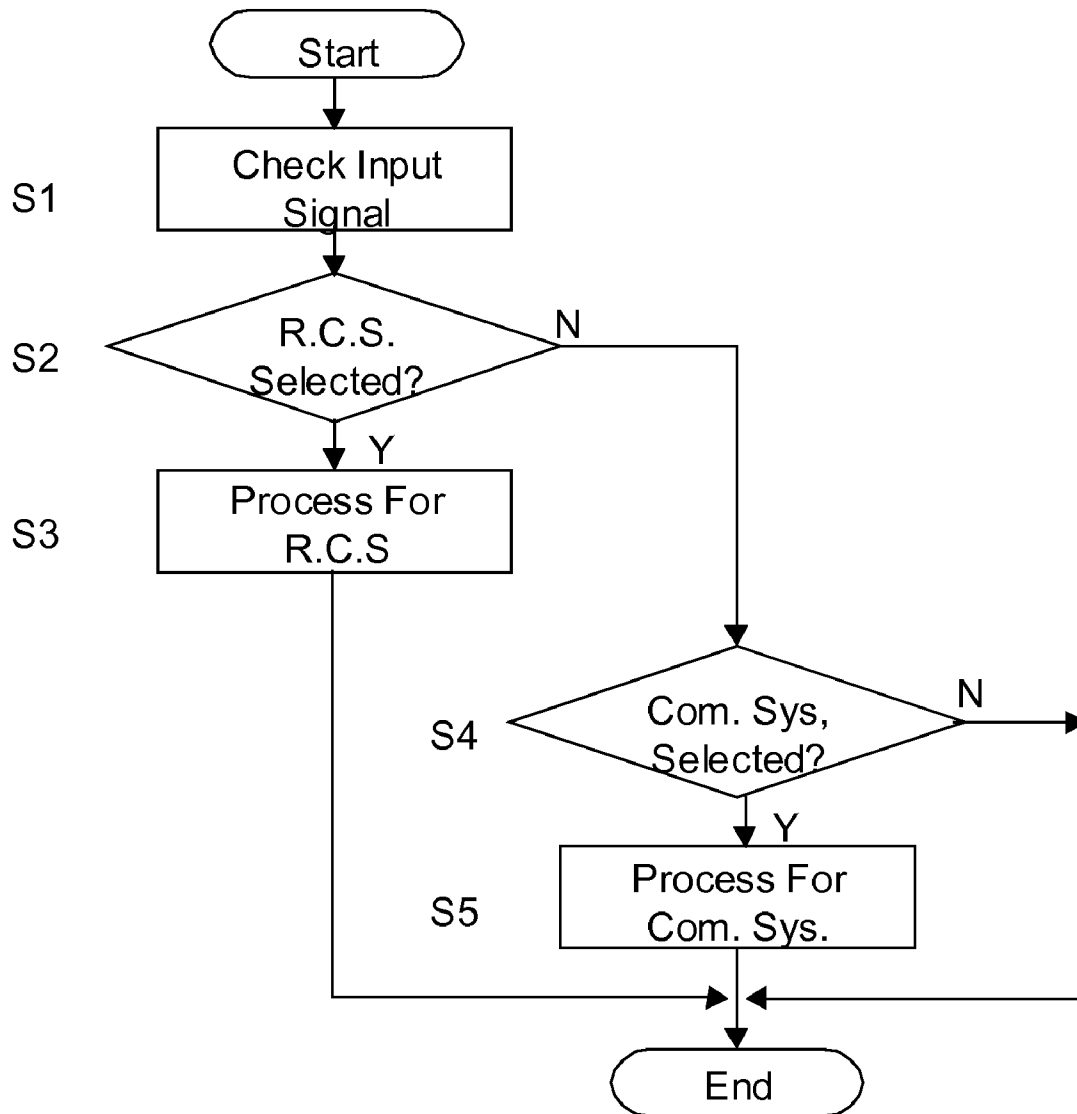 Start
S1
Check Input
Signal
S2
R.C.S.
Selected?
N
Y
S3
Process For
R.C.S
S4
Com. Sys,
Selected?
N
Y
S5
Process For
Com. Sys.
End